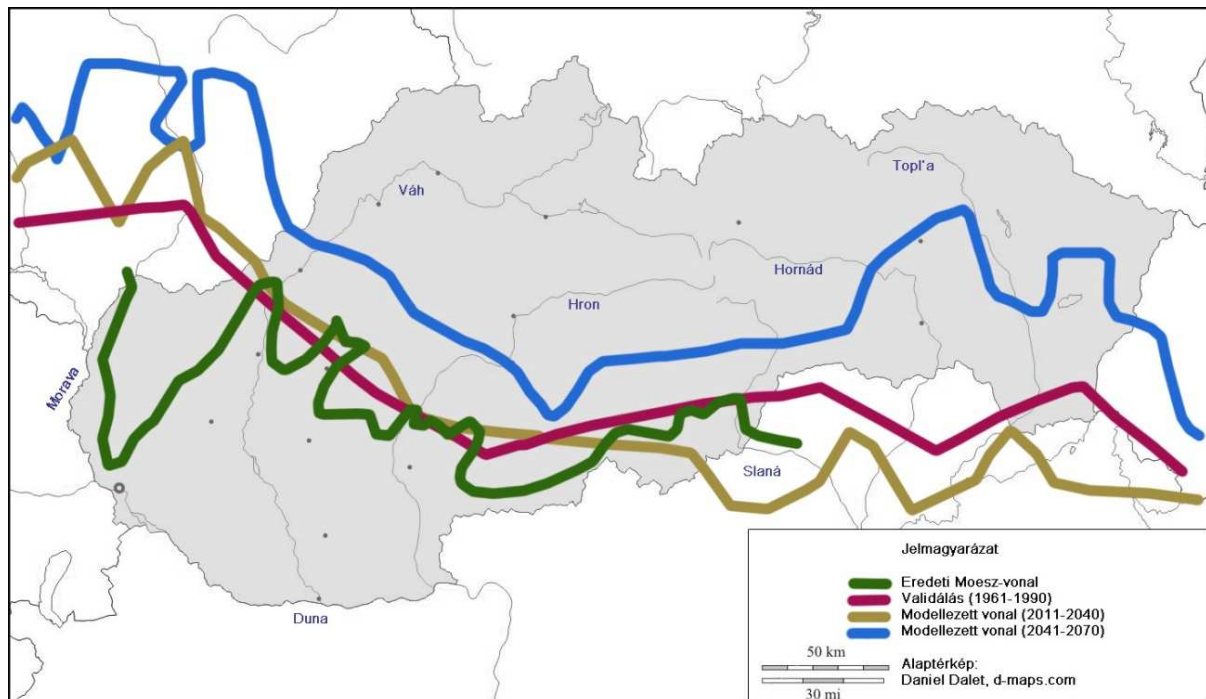 Topl'a
Váh
Hornád
Hron
Morava
Slaná
Duna
Jelmagyarázat
Eredeti Moesz-vonal
Validálás (1961-1990)
Modellezett vonal (2011-2040)
Modellezett vonal (2041-2070)
50 km
30 mi
Alaptérkép:
Daniel Dalet, d-maps.com